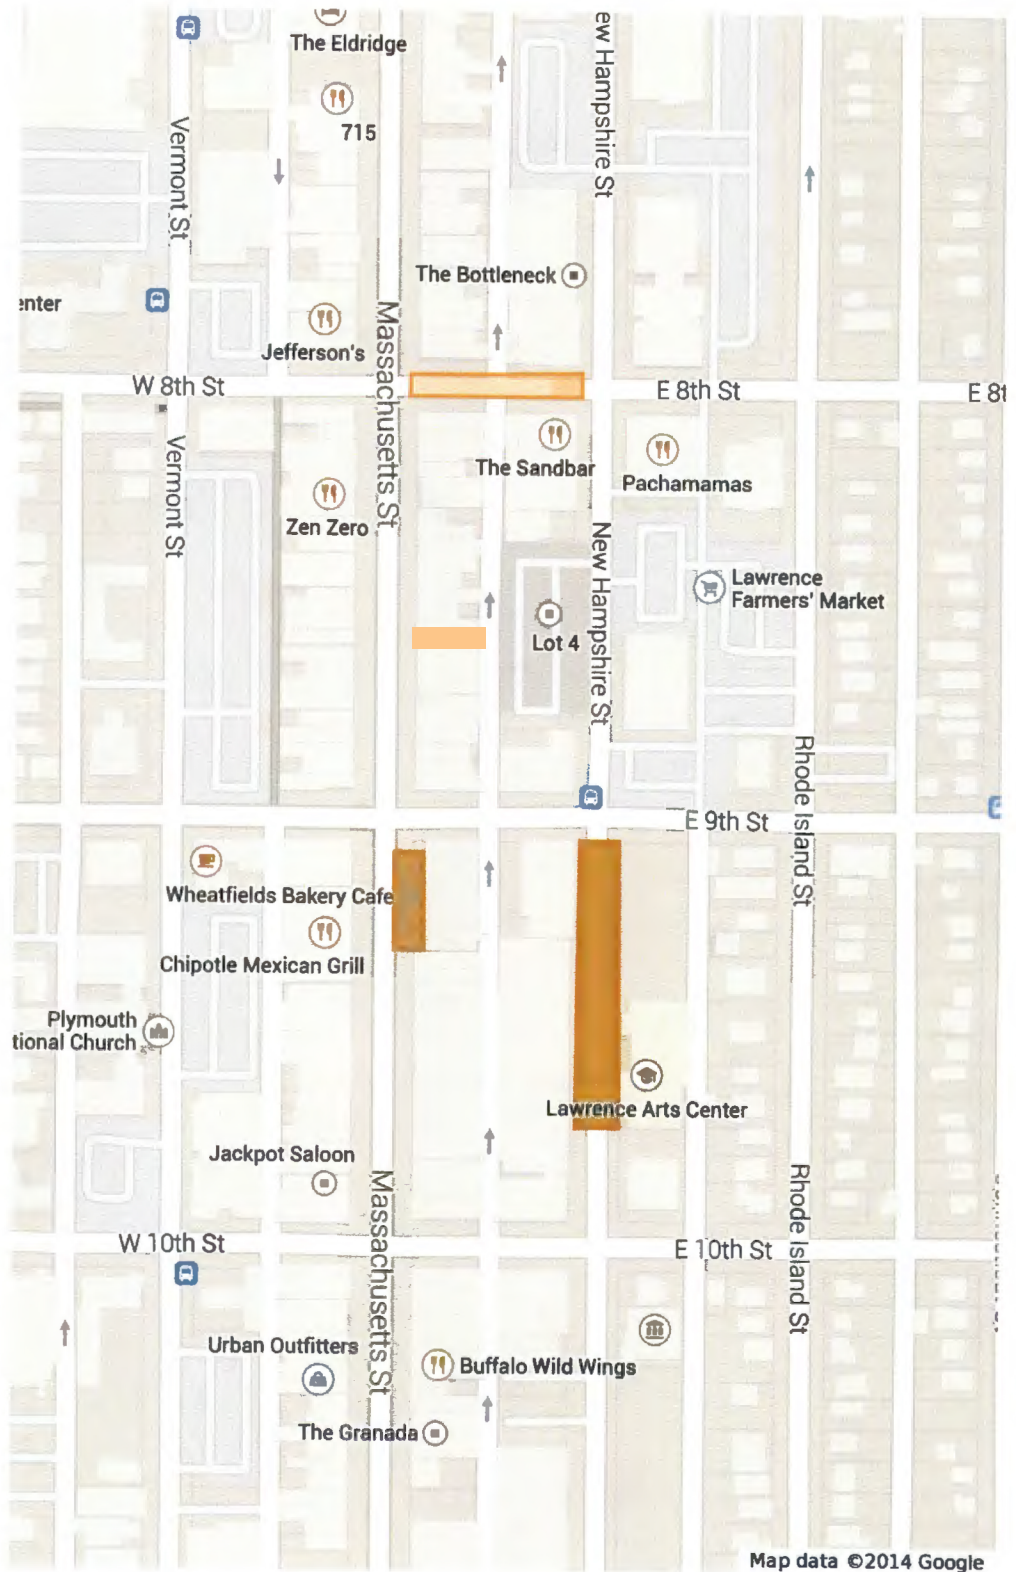 The Eldridge
ew Hampshire St
715
Vermont St
The Bottleneck
enter
Massachusetts St
Jefferson's
W 8th St
E 8th St
E 8t
Vermont St
The Sandbar
Pachamamas
Zen Zero
New Hampshire St
Lawrence
Farmers' Market
Lot 4
Rhode Island St
E 9th St
Wheatfields Bakery Cafe
Chipotle Mexican Grill
Plymouth
tional Church
Lawrence Arts Center
Jackpot Saloon
Massachusetts St
Rhode Island St
W 10th St
E 10th St
Urban Outfitters
Buffalo Wild Wings
The Granada
Map data ©2014 Google